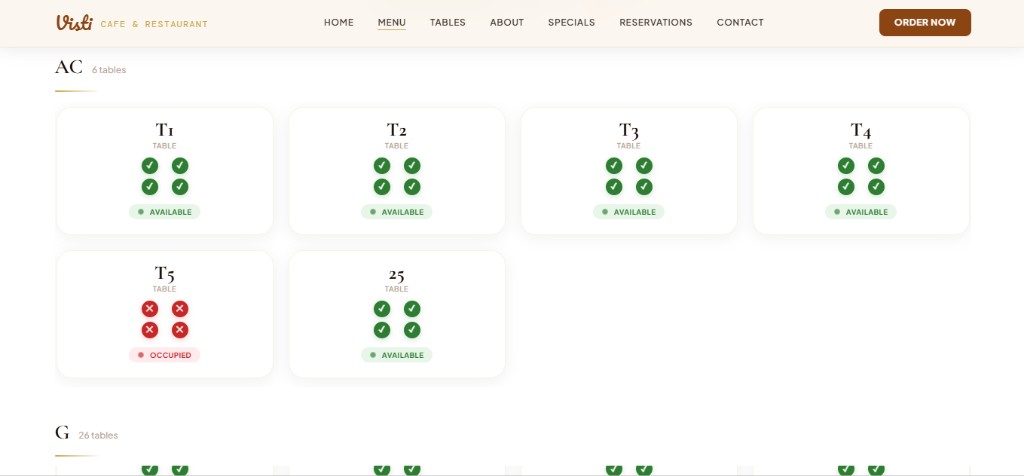 Visti CAFE & RESTAURANT HOME MENU TABLES ABOUT SPECIALS RESERVATIONS CONTACT ORDER NOW
AC 6 tables
T1 T2 T3 T4
TABLE TABLE TABLE TABLE
AVAILABLE AVAILABLE AVAILABLE AVAILABLE
T5 25
TABLE TABLE
OCCUPIED AVAILABLE
G 26 tables